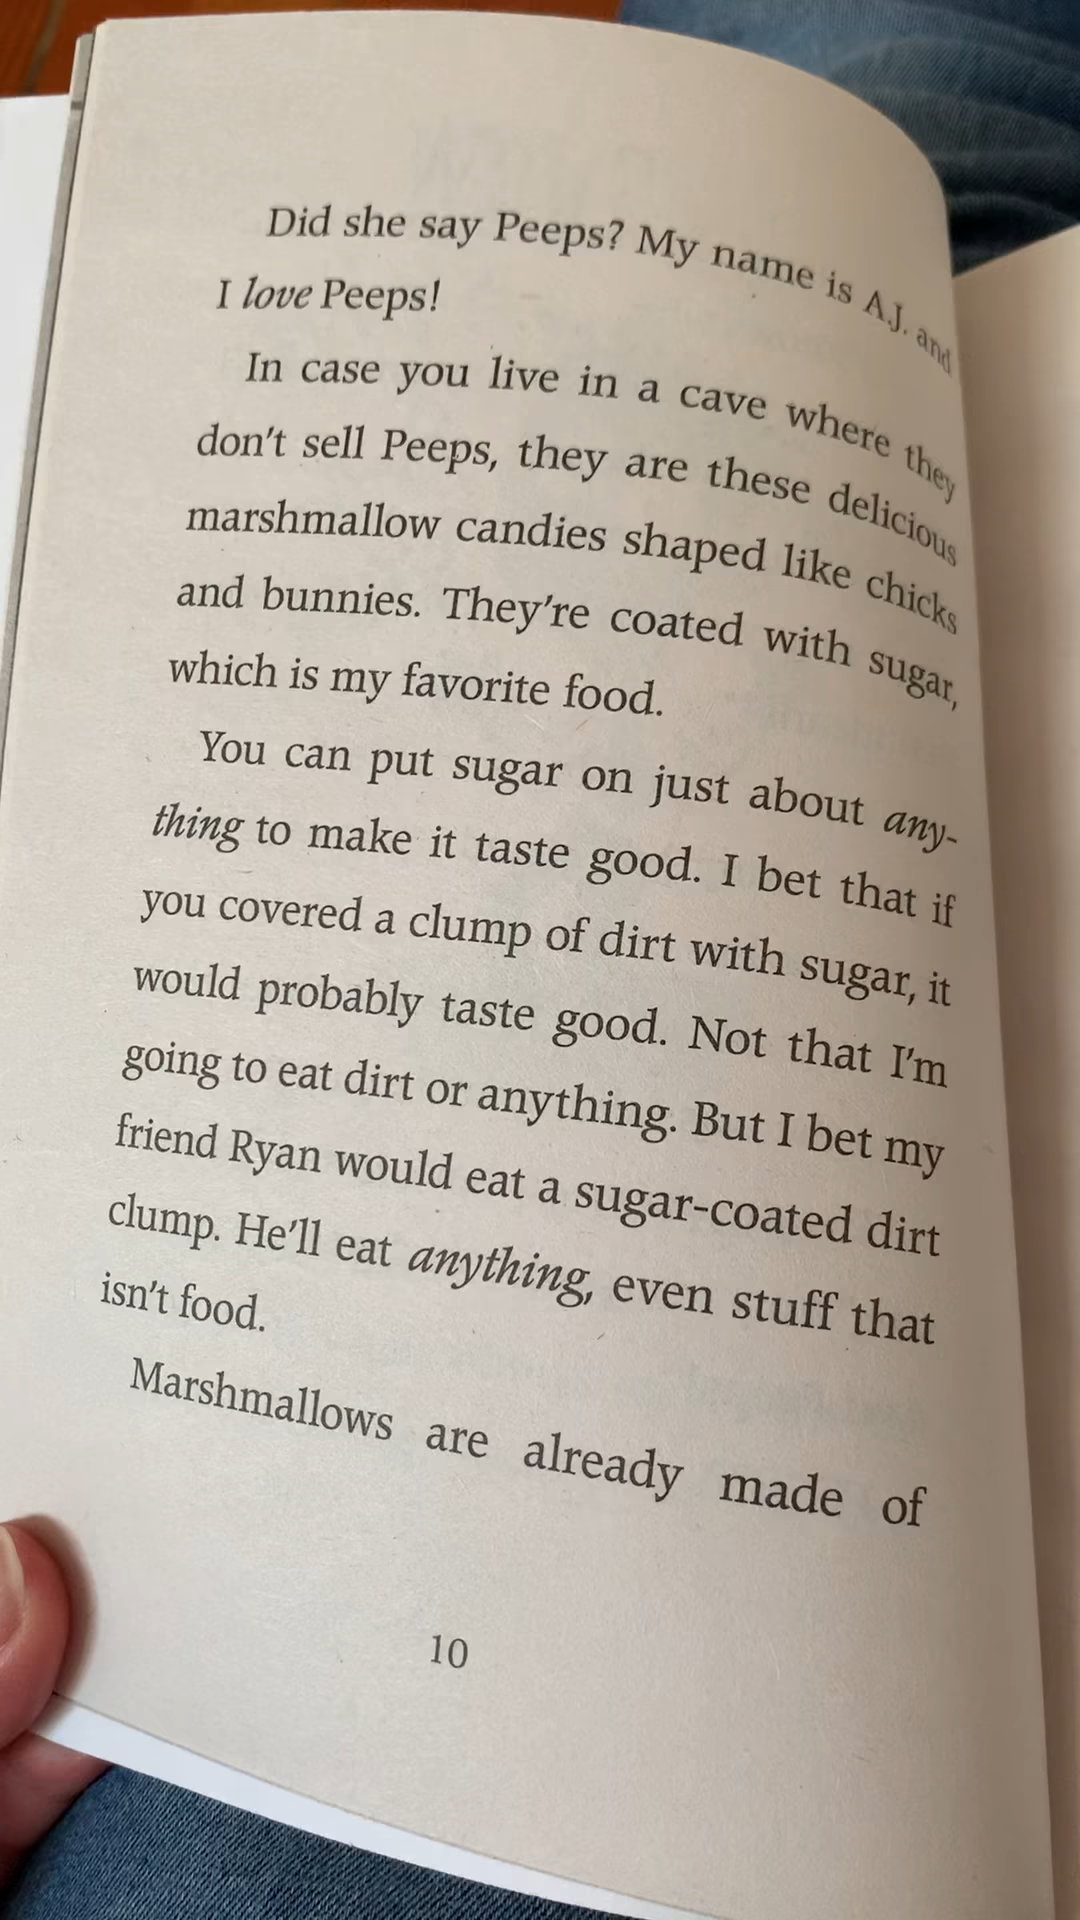 Did she say Peeps? My name is A.J. and
I love Peeps!
In case you live in a cave where they
don't sell Peeps, they are these delicious
marshmallow candies shaped like chicks
and bunnies. They're coated with sugar,
which is my favorite food.
You can put sugar on just about any-
thing to make it taste good. I bet that if
you covered a clump of dirt with sugar, it
would probably taste good. Not that I'm
going to eat dirt or anything. But I bet my
friend Ryan would eat a sugar-coated dirt
clump. He'll eat anything, even stuff that
isn't food.
Marshmallows are already made of
10